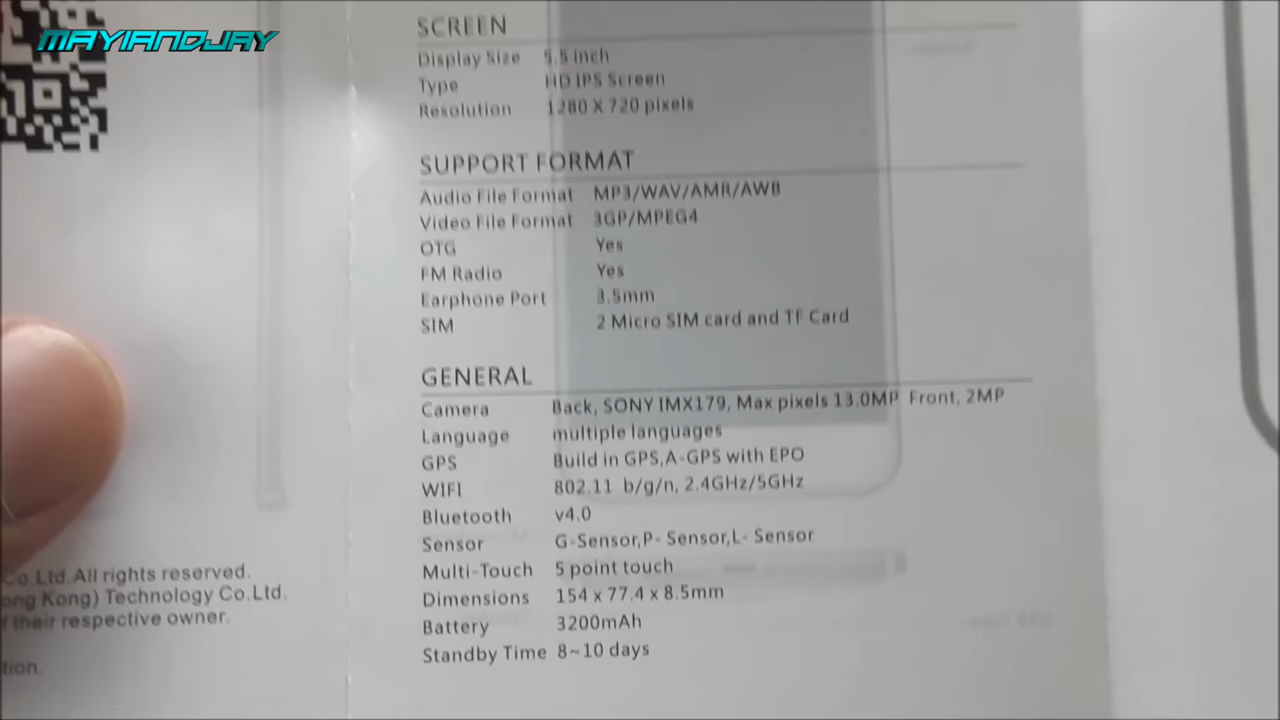 MAYIANDJAY
SCREEN
Display Size 5.5 inch
Type HD IPS Screen
Resolution 1280 X 720 pixels
SUPPORT FORMAT
Audio File Format MP3/WAV/AMR/AWB
Video File Format 3GP/MPEG4
OTG Yes
FM Radio Yes
Earphone Port 3.5mm
SIM 2 Micro SIM card and TF Card
GENERAL
Camera Back, SONY IMX179, Max pixels 13.0MP Front, 2MP
Language multiple languages
GPS Build in GPS,A-GPS with EPO
WIFI 802.11 b/g/n, 2.4GHz/5GHz
Bluetooth v4.0
Sensor G-Sensor,P- Sensor,L- Sensor
Multi-Touch 5 point touch
Dimensions 154 x 77.4 x 8.5mm
Battery 3200mAh
Standby Time 8~10 days
Co.Ltd.All rights reserved.
ong Kong) Technology Co.Ltd.
f their respective owner.
tion.